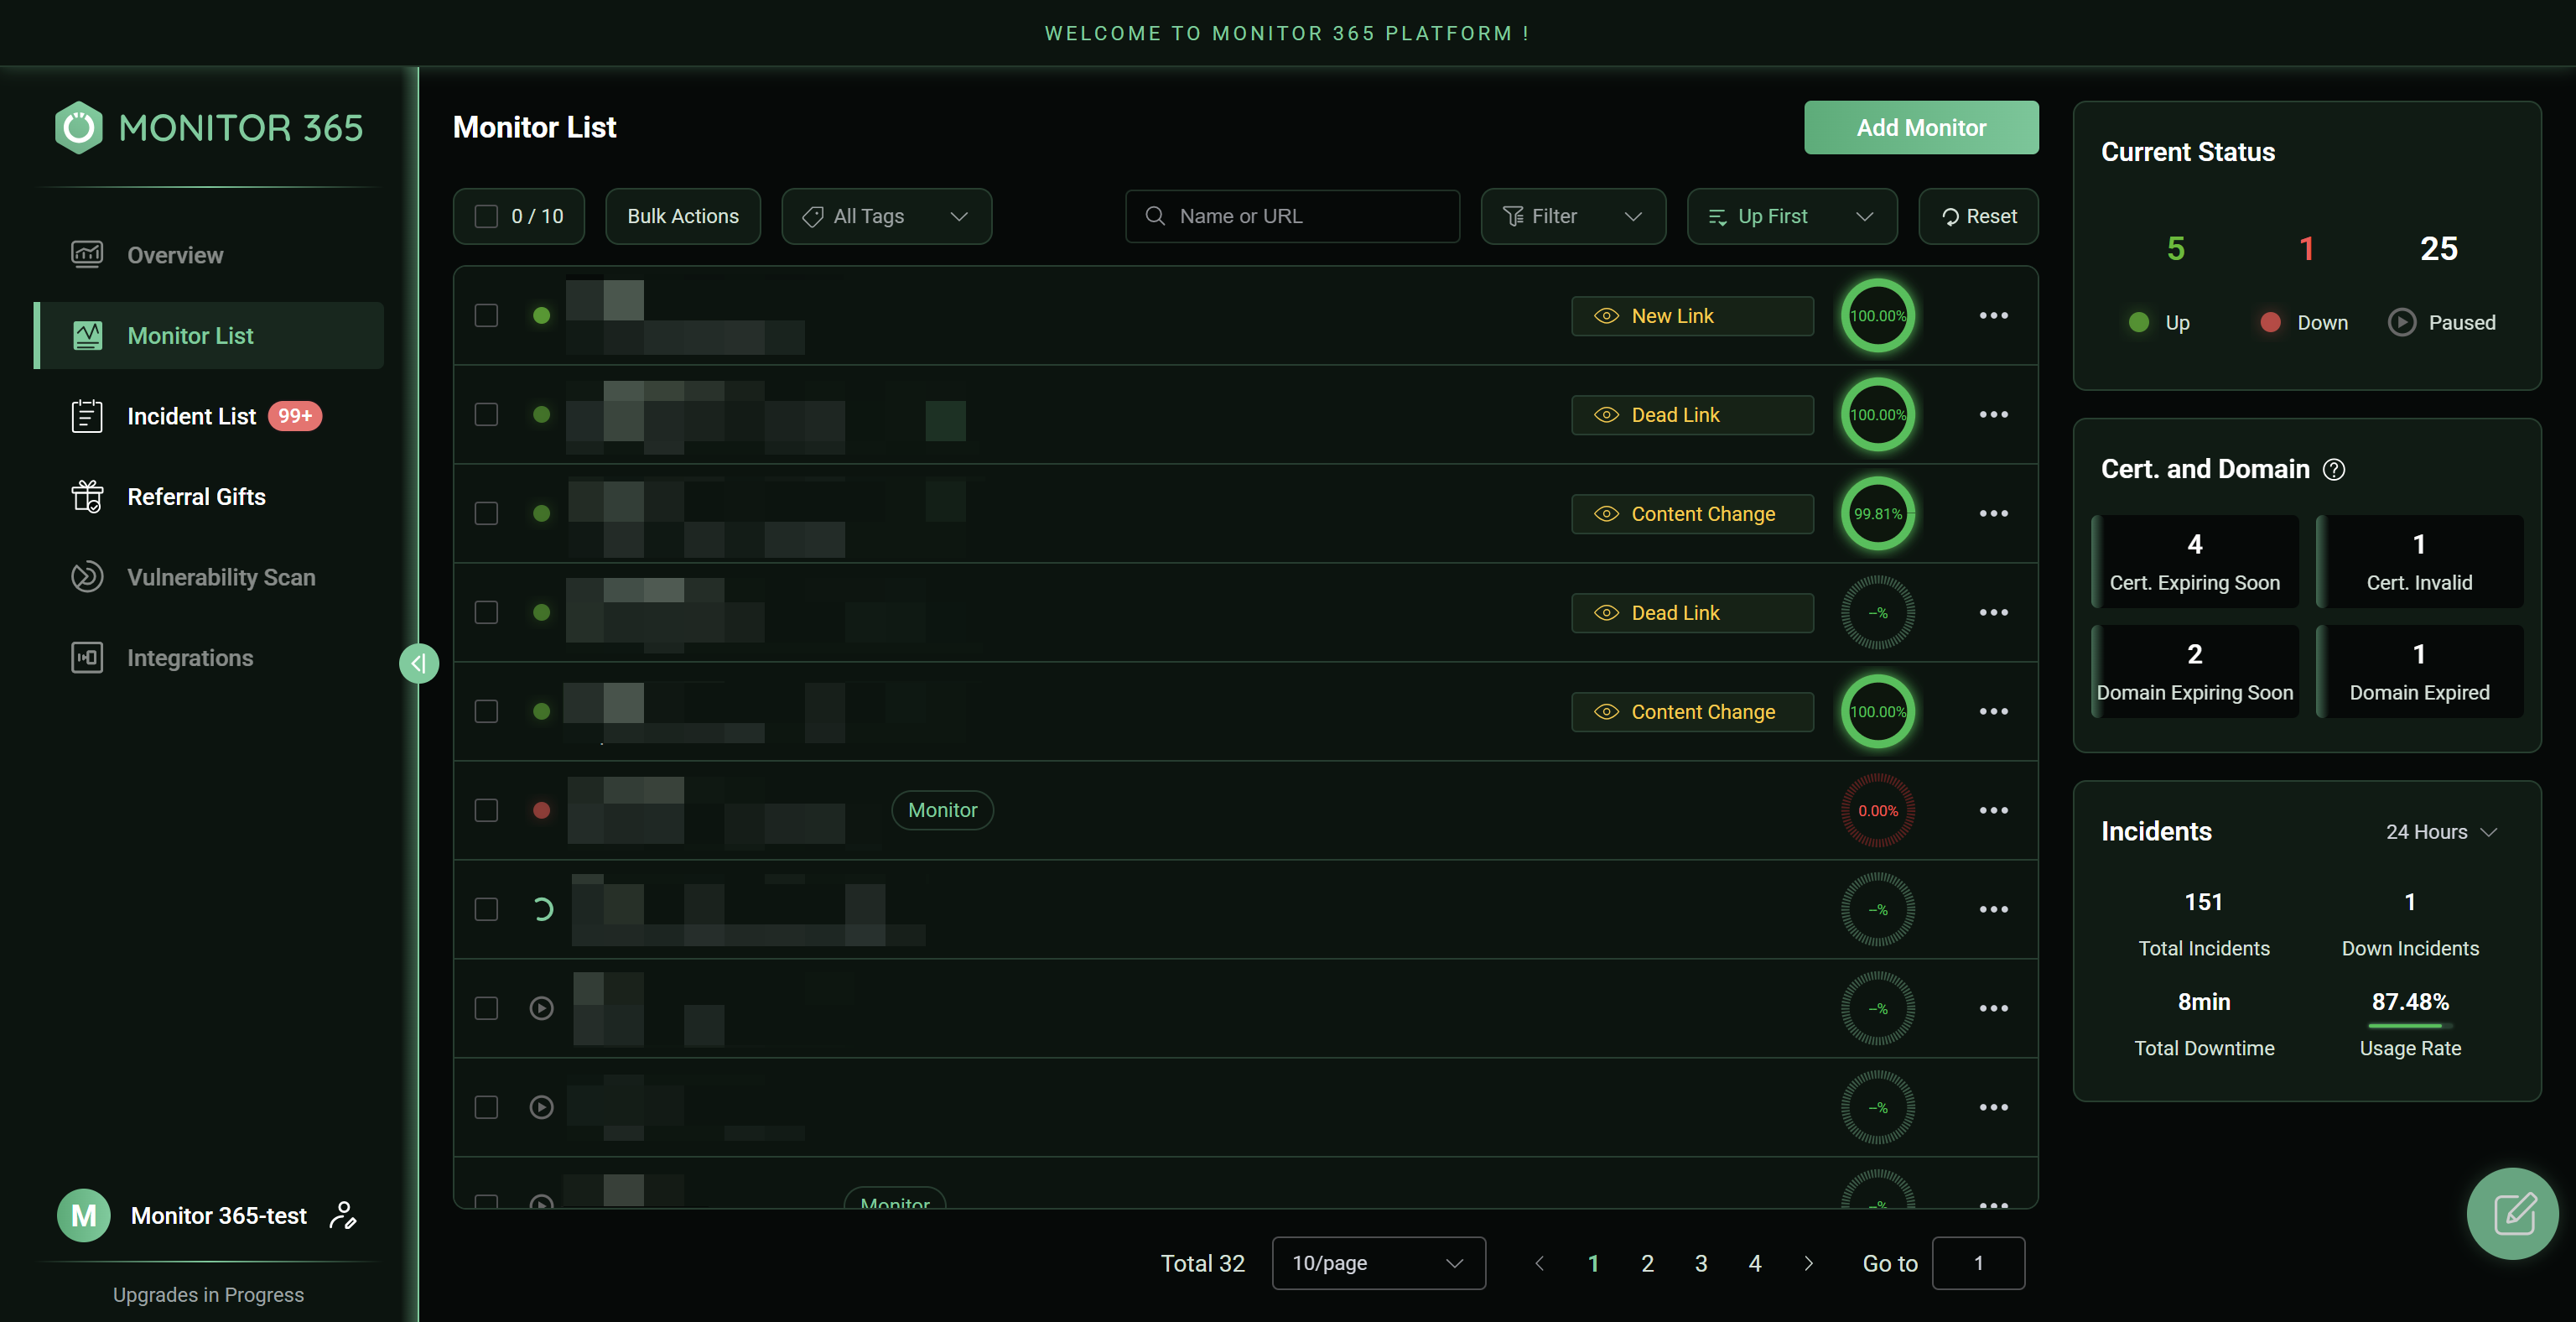 WELCOME TO MONITOR 365 PLATFORM !
MONITOR 365
Overview
Monitor List
Incident List 99+
Referral Gifts
Vulnerability Scan
Integrations
M Monitor 365-test
Upgrades in Progress
Monitor List
Add Monitor
0 / 10 Bulk Actions All Tags Name or URL Filter Up First Reset
New Link 100.00%
Dead Link 100.00%
Content Change 99.81%
Dead Link --%
Content Change 100.00%
Monitor 0.00%
--%
--%
--%
Monitor --%
Total 32 10/page 1 2 3 4 Go to 1
Current Status
5 1 25
Up Down Paused
Cert. and Domain ?
4 1
Cert. Expiring Soon Cert. Invalid
2 1
Domain Expiring Soon Domain Expired
Incidents 24 Hours
151 1
Total Incidents Down Incidents
8min 87.48%
Total Downtime Usage Rate